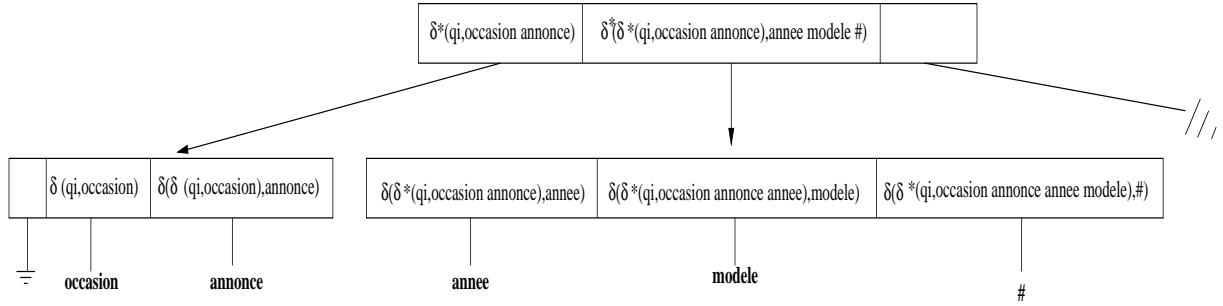 δ*(qi,occasion annonce) δ*(δ *(qi,occasion annonce),annee modele #)
δ (qi,occasion) δ(δ (qi,occasion),annonce) δ(δ *(qi,occasion annonce),annee) δ(δ *(qi,occasion annonce annee),modele) δ(δ *(qi,occasion annonce annee modele),#)
occasion annonce annee modele #